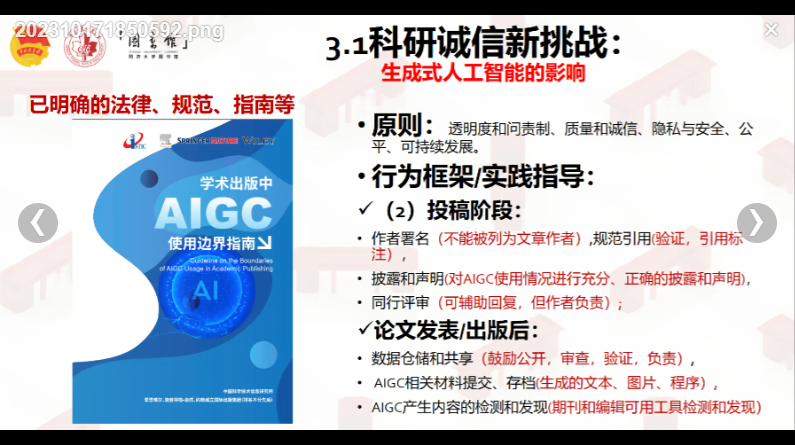 20231017185 0592.png
「图书馆」
同济大学图书馆
3.1科研诚信新挑战：
生成式人工智能的影响
已明确的法律、规范、指南等
ISTIC
SPRINGER NATURE WILEY
学术出版中
AIGC
使用边界指南
Guideline on the Boundaries
of AIGC Usage in Academic Publishing
AI
中国科学技术信息研究所
• 原则：透明度和问责制、质量和诚信、隐私与安全、公
平、可持续发展。
• 行为框架/实践指导：
✓（2）投稿阶段：
• 作者署名（不能被列为文章作者）,规范引用(验证，引用标
注），
• 披露和声明(对AIGC使用情况进行充分、正确的披露和声明)，
• 同行评审（可辅助回复，但作者负责）;
✓论文发表/出版后：
• 数据仓储和共享（鼓励公开，审查，验证，负责）,
• AIGC相关材料提交、存档(生成的文本、图片、程序）,
• AIGC产生内容的检测和发现(期刊和编辑可用工具检测和发现)